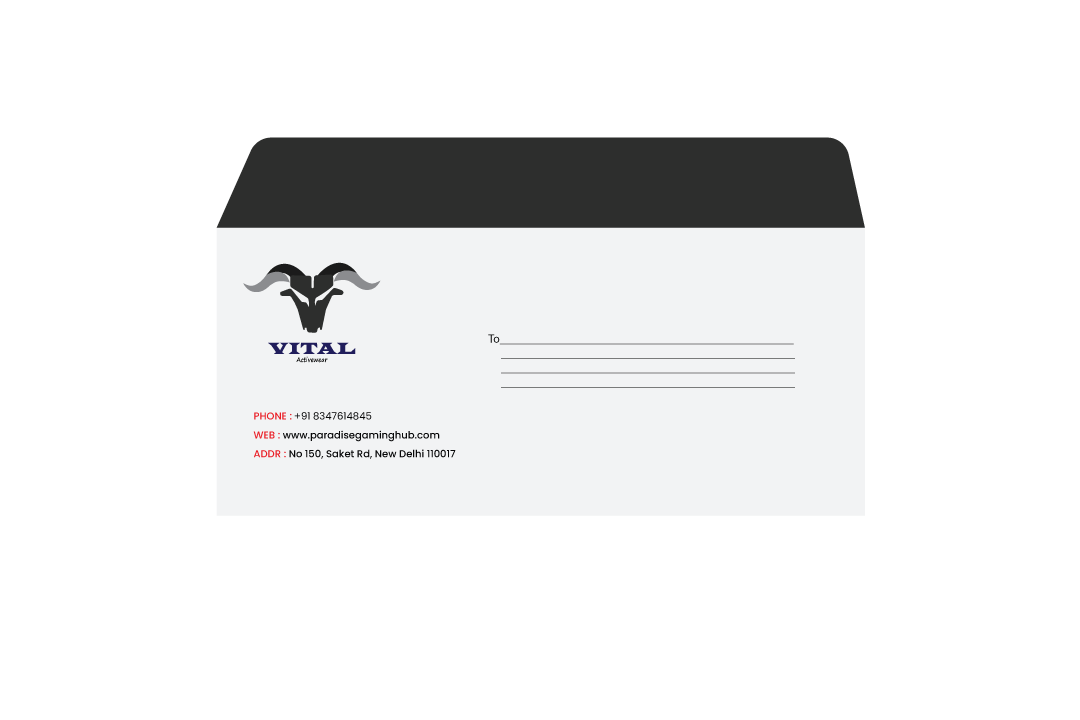 VITAL
Activewear
To
PHONE : +91 8347614845
WEB : www.paradisegaminghub.com
ADDR : No 150, Saket Rd, New Delhi 110017